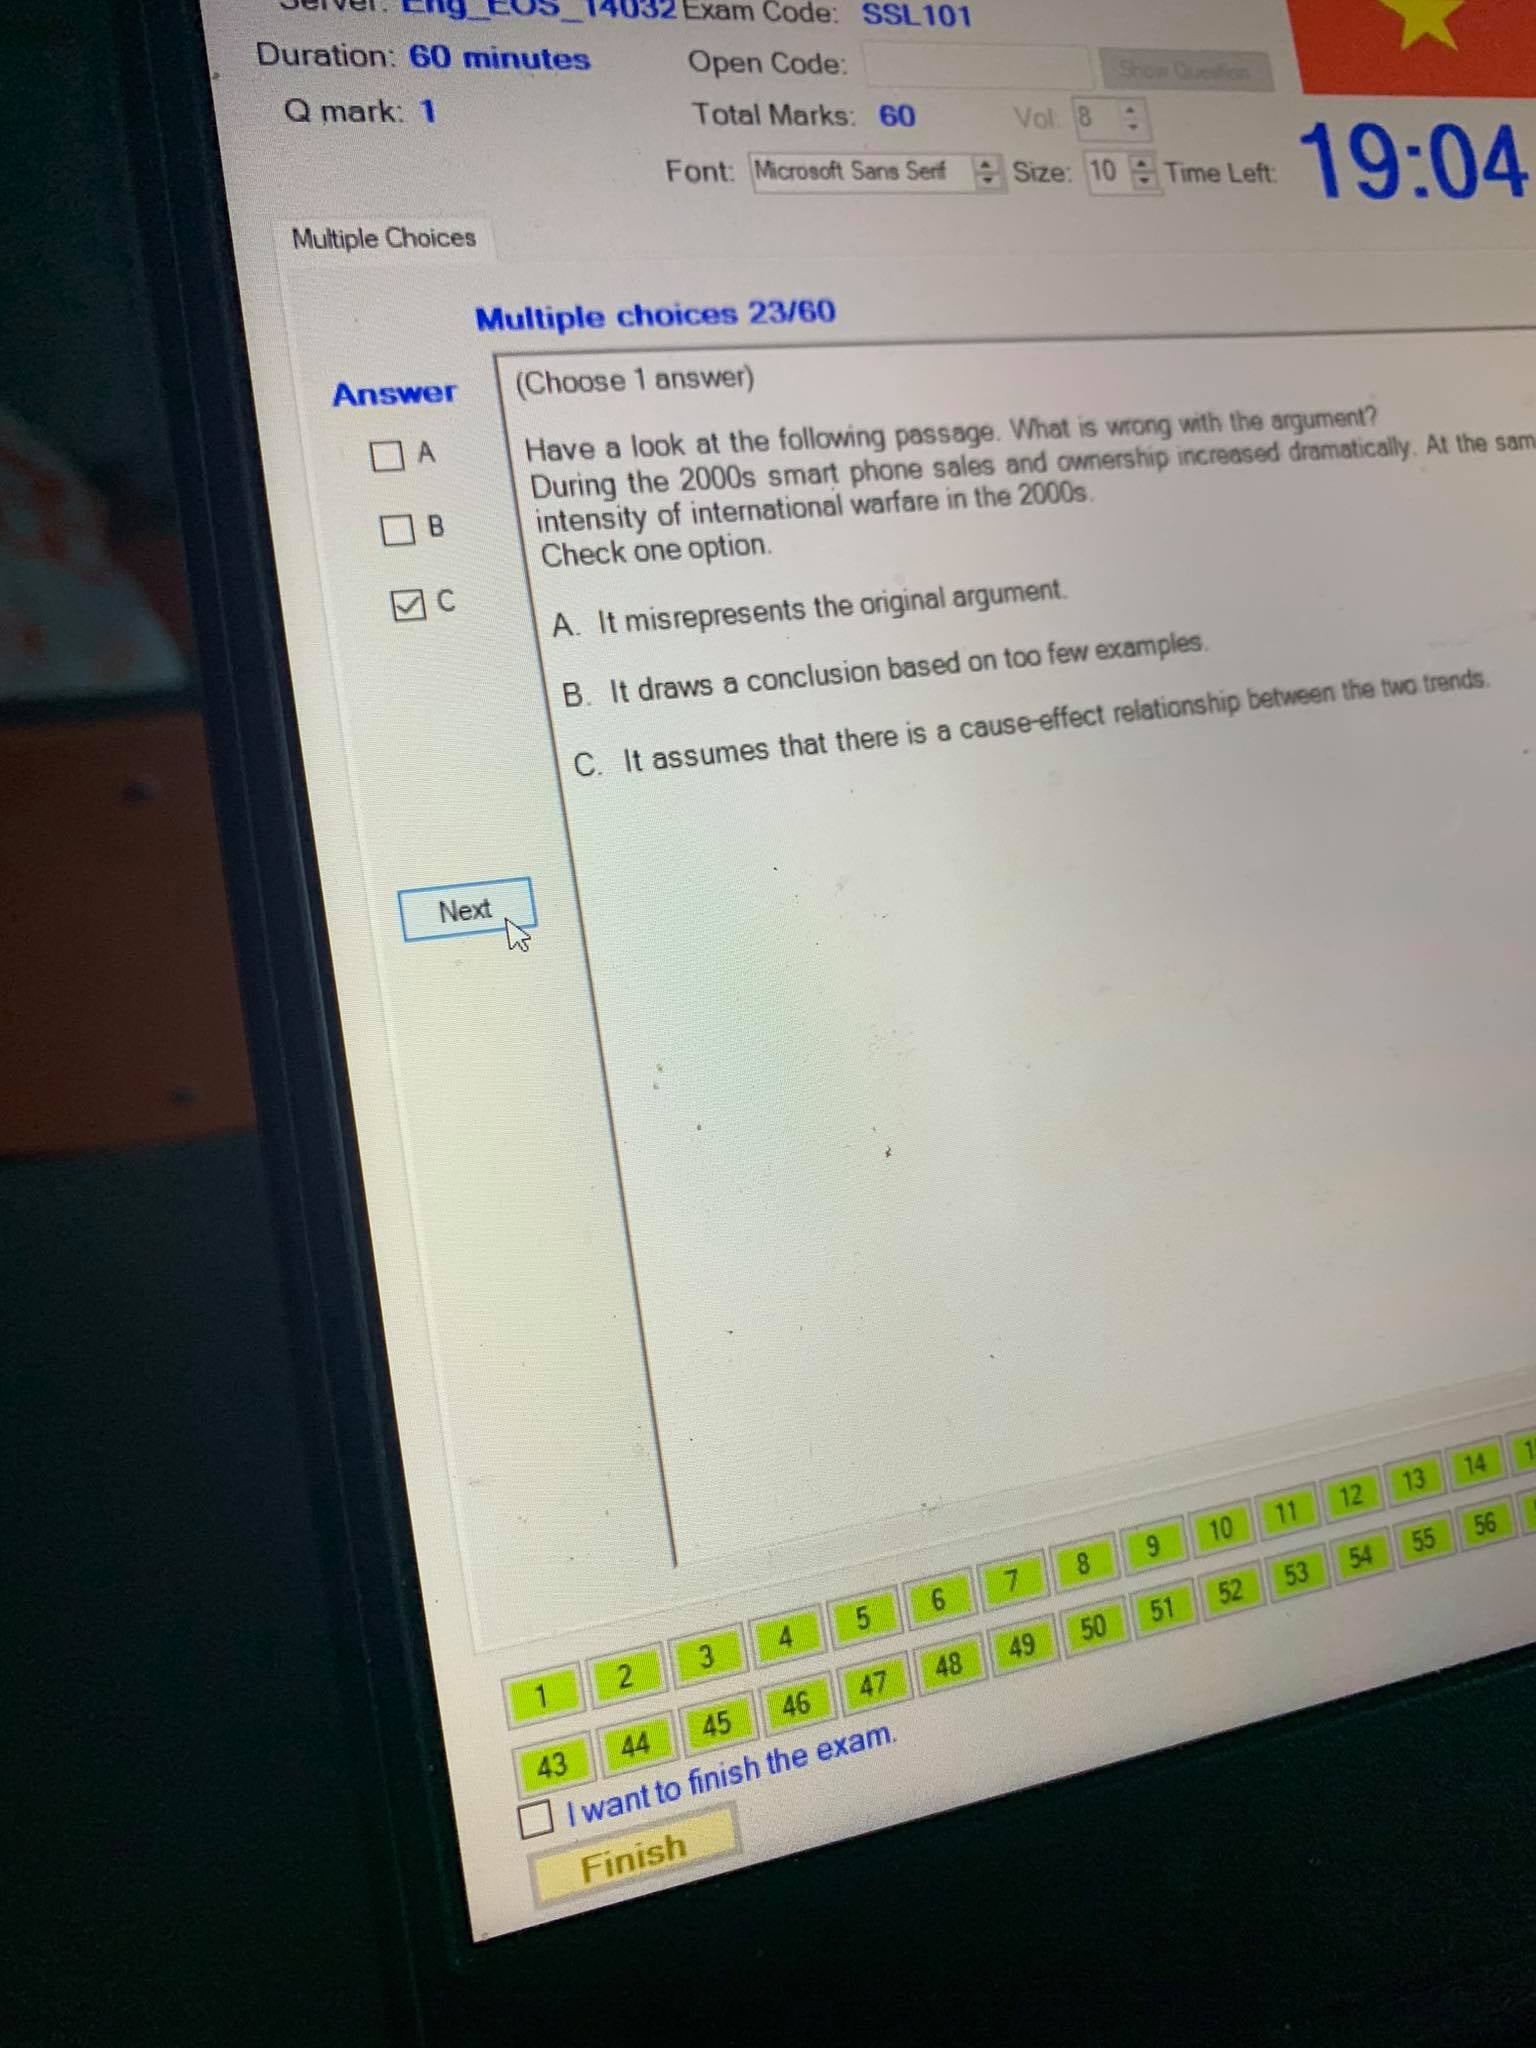 Server: Eng_EOS_14032 Exam Code: SSL101
Duration: 60 minutes Open Code: Show Question
Q mark: 1 Total Marks: 60 Vol: 8
Font: Microsoft Sans Serif Size: 10 Time Left: 19:04
Multiple Choices
Multiple choices 23/60
Answer
A
B
C
Next
(Choose 1 answer)
Have a look at the following passage. What is wrong with the argument?
During the 2000s smart phone sales and ownership increased dramatically. At the sam
intensity of international warfare in the 2000s.
Check one option.
A. It misrepresents the original argument.
B. It draws a conclusion based on too few examples.
C. It assumes that there is a cause-effect relationship between the two trends.
1 2 3 4 5 6 7 8 9 10 11 12 13 14
43 44 45 46 47 48 49 50 51 52 53 54 55 56
I want to finish the exam.
Finish